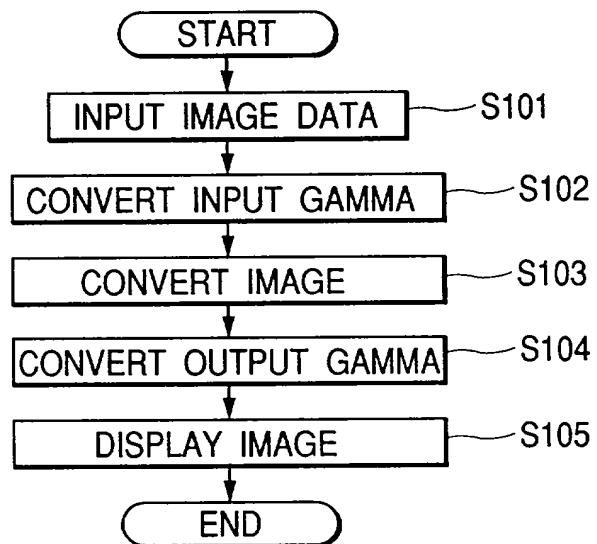 START
INPUT IMAGE DATA S101
CONVERT INPUT GAMMA S102
CONVERT IMAGE S103
CONVERT OUTPUT GAMMA S104
DISPLAY IMAGE S105
END